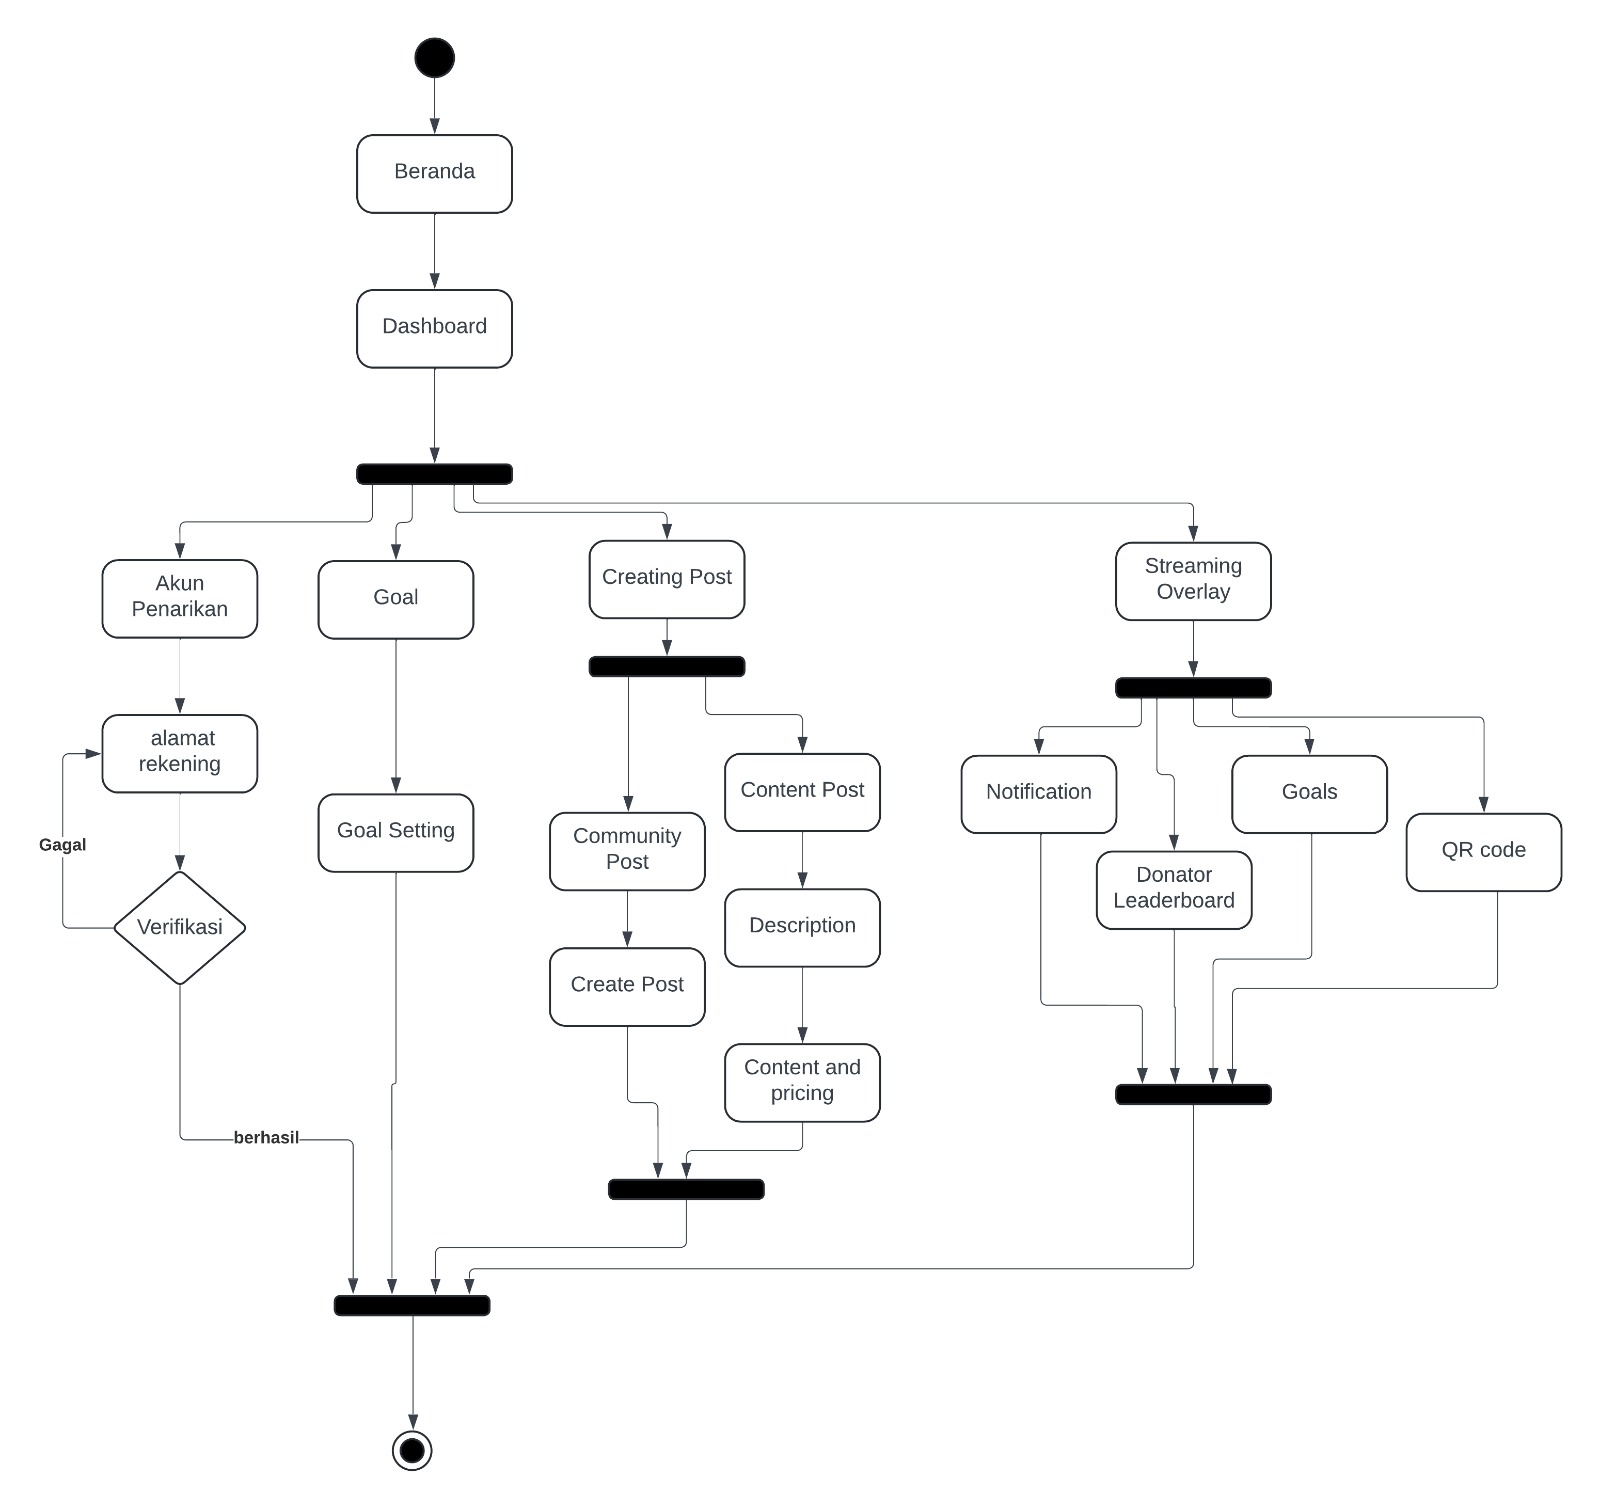 Beranda
Dashboard
Akun
Penarikan
Goal
Creating Post
Streaming
Overlay
alamat
rekening
Gagal
Verifikasi
berhasil
Goal Setting
Community
Post
Create Post
Content Post
Description
Content and
pricing
Notification
Donator
Leaderboard
Goals
QR code